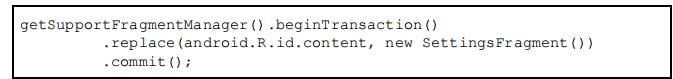 getSupportFragmentManager().beginTransaction()
        .replace(android.R.id.content, new SettingsFragment())
        .commit();